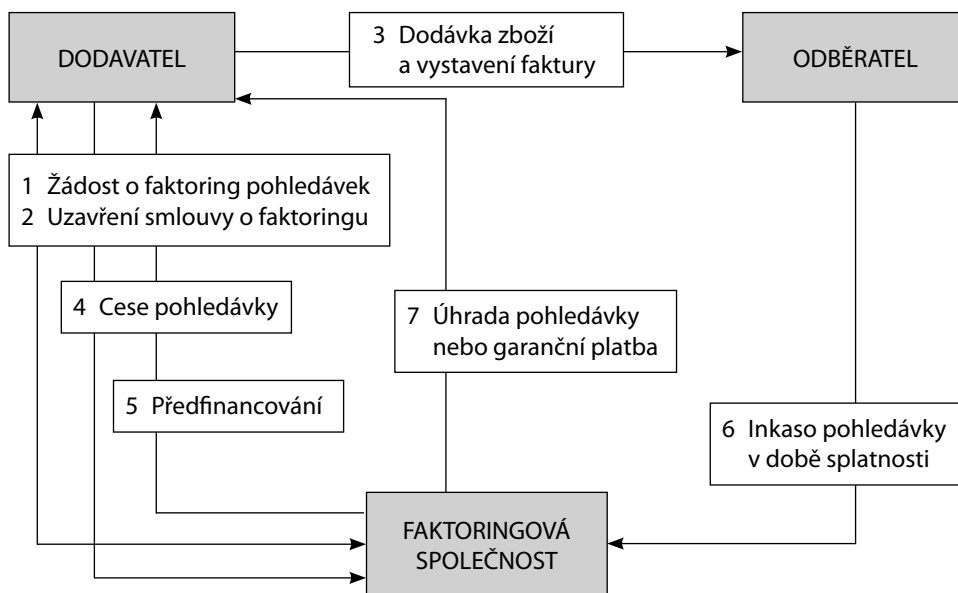 DODAVATEL
3 Dodávka zboží
a vystavení faktury
ODBĚRATEL
1 Žádost o faktoring pohledávek
2 Uzavření smlouvy o faktoringu
4 Cese pohledávky
5 Předfinancování
7 Úhrada pohledávky
nebo garanční platba
6 Inkaso pohledávky
v době splatnosti
FAKTORINGOVÁ
SPOLEČNOST